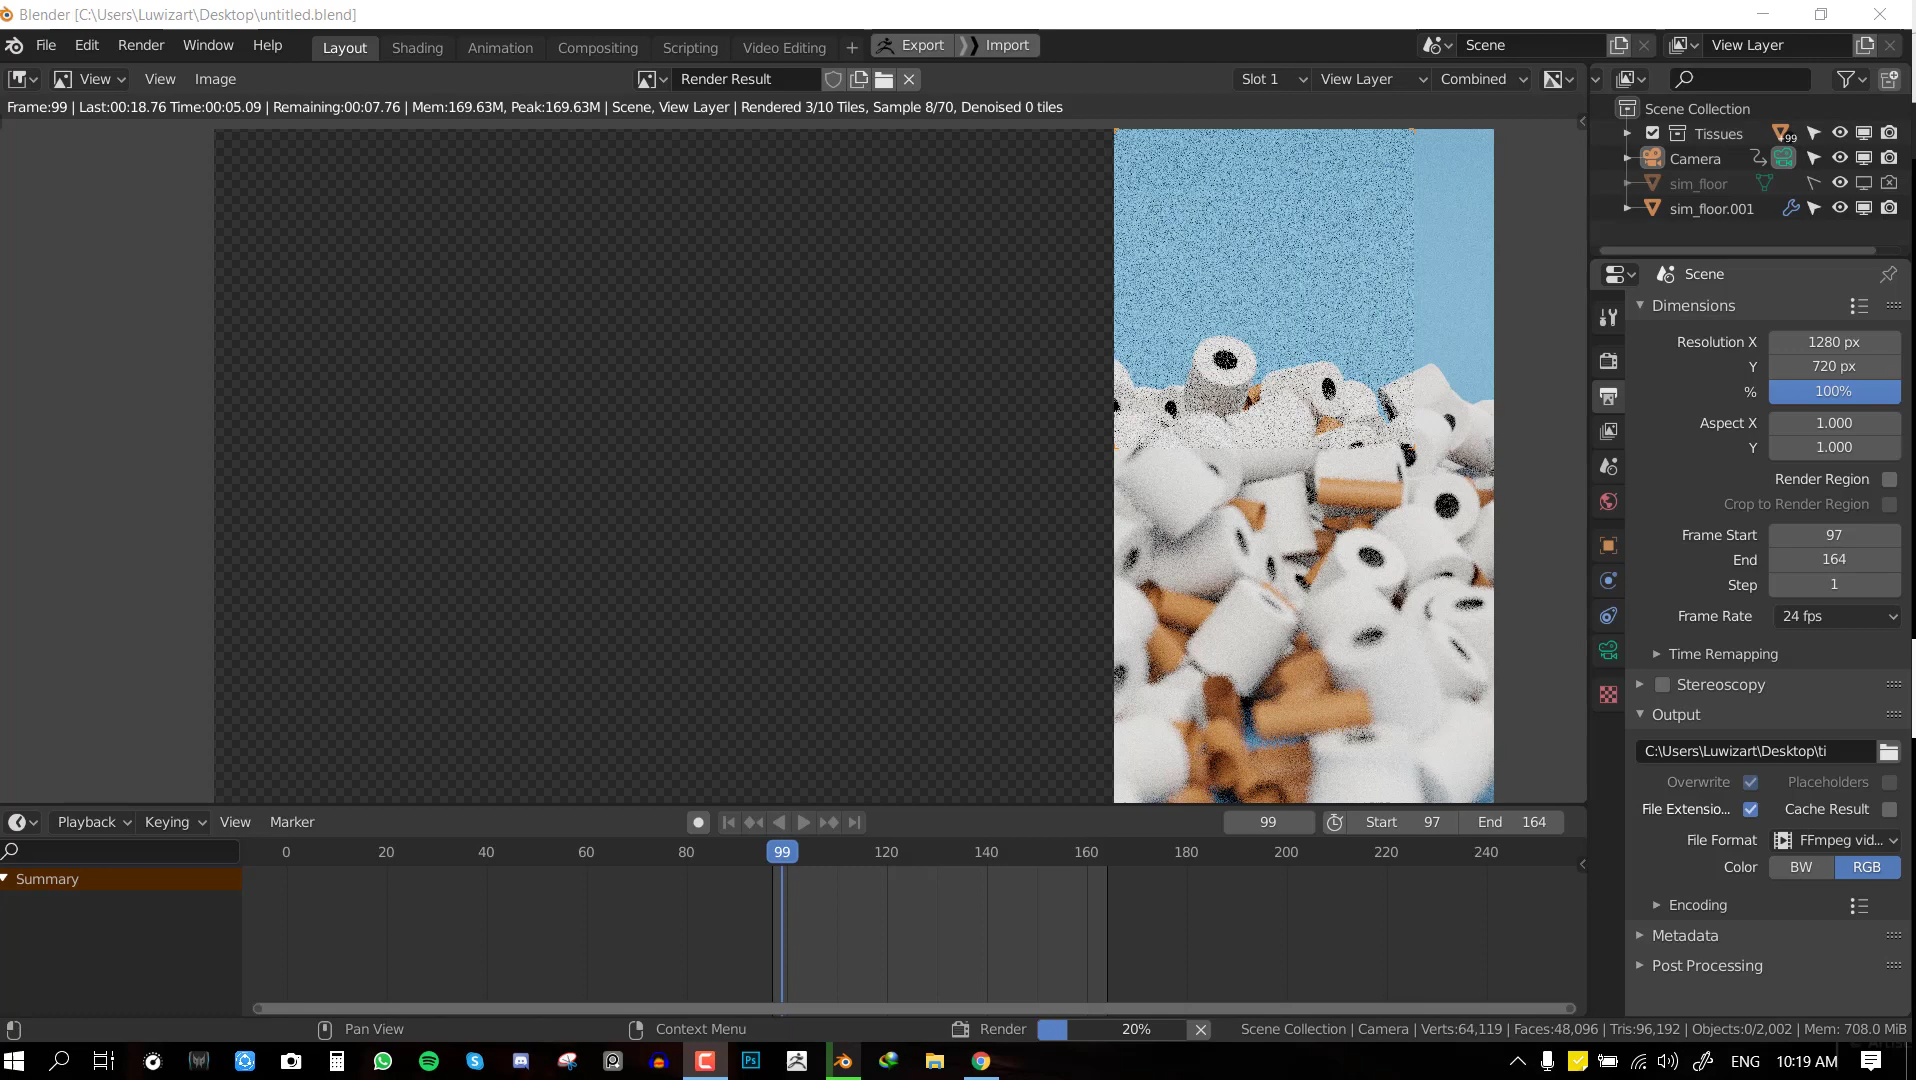 Blender [C:\Users\Luwizart\Desktop\untitled.blend]
File Edit Render Window Help Layout Shading Animation Compositing Scripting Video Editing + Export Import Scene View Layer
View View Image Render Result Slot 1 View Layer Combined
Frame:99 | Last:00:18.76 Time:00:05.09 | Remaining:00:07.76 | Mem:169.63M, Peak:169.63M | Scene, View Layer | Rendered 3/10 Tiles, Sample 8/70, Denoised 0 tiles
Scene Collection
Tissues +99
Camera
sim_floor
sim_floor.001
Scene
Dimensions
Resolution X 1280 px
Y 720 px
% 100%
Aspect X 1.000
Y 1.000
Render Region
Crop to Render Region
Frame Start 97
End 164
Step 1
Frame Rate 24 fps
Time Remapping
Stereoscopy
Output
C:\Users\Luwizart\Desktop\ti
Overwrite Placeholders
File Extensio... Cache Result
File Format FFmpeg vid...
Color BW RGB
Encoding
Metadata
Post Processing
Playback Keying View Marker 99 Start 97 End 164
0 20 40 60 80 99 120 140 160 180 200 220 240
Summary
Pan View Context Menu Render 20% Scene Collection | Camera | Verts:64,119 | Faces:48,096 | Tris:96,192 | Objects:0/2,002 | Mem: 708.0 MiB
Ps ENG 10:19 AM